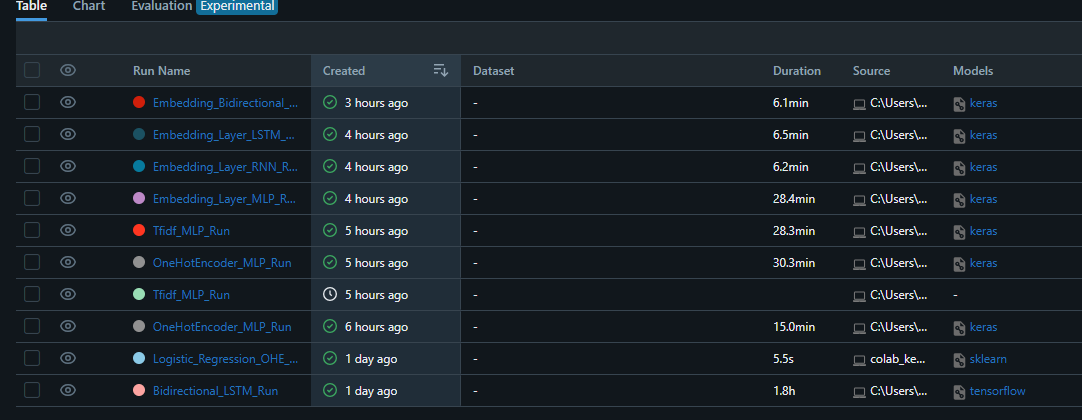 Table Chart Evaluation Experimental
Run Name Created Dataset Duration Source Models
Embedding_Bidirectional_... 3 hours ago - 6.1min C:\Users\... keras
Embedding_Layer_LSTM_... 4 hours ago - 6.5min C:\Users\... keras
Embedding_Layer_RNN_R... 4 hours ago - 6.2min C:\Users\... keras
Embedding_Layer_MLP_R... 4 hours ago - 28.4min C:\Users\... keras
Tfidf_MLP_Run 5 hours ago - 28.3min C:\Users\... keras
OneHotEncoder_MLP_Run 5 hours ago - 30.3min C:\Users\... keras
Tfidf_MLP_Run 5 hours ago - C:\Users\... -
OneHotEncoder_MLP_Run 6 hours ago - 15.0min C:\Users\... keras
Logistic_Regression_OHE_... 1 day ago - 5.5s colab_ke... sklearn
Bidirectional_LSTM_Run 1 day ago - 1.8h C:\Users\... tensorflow